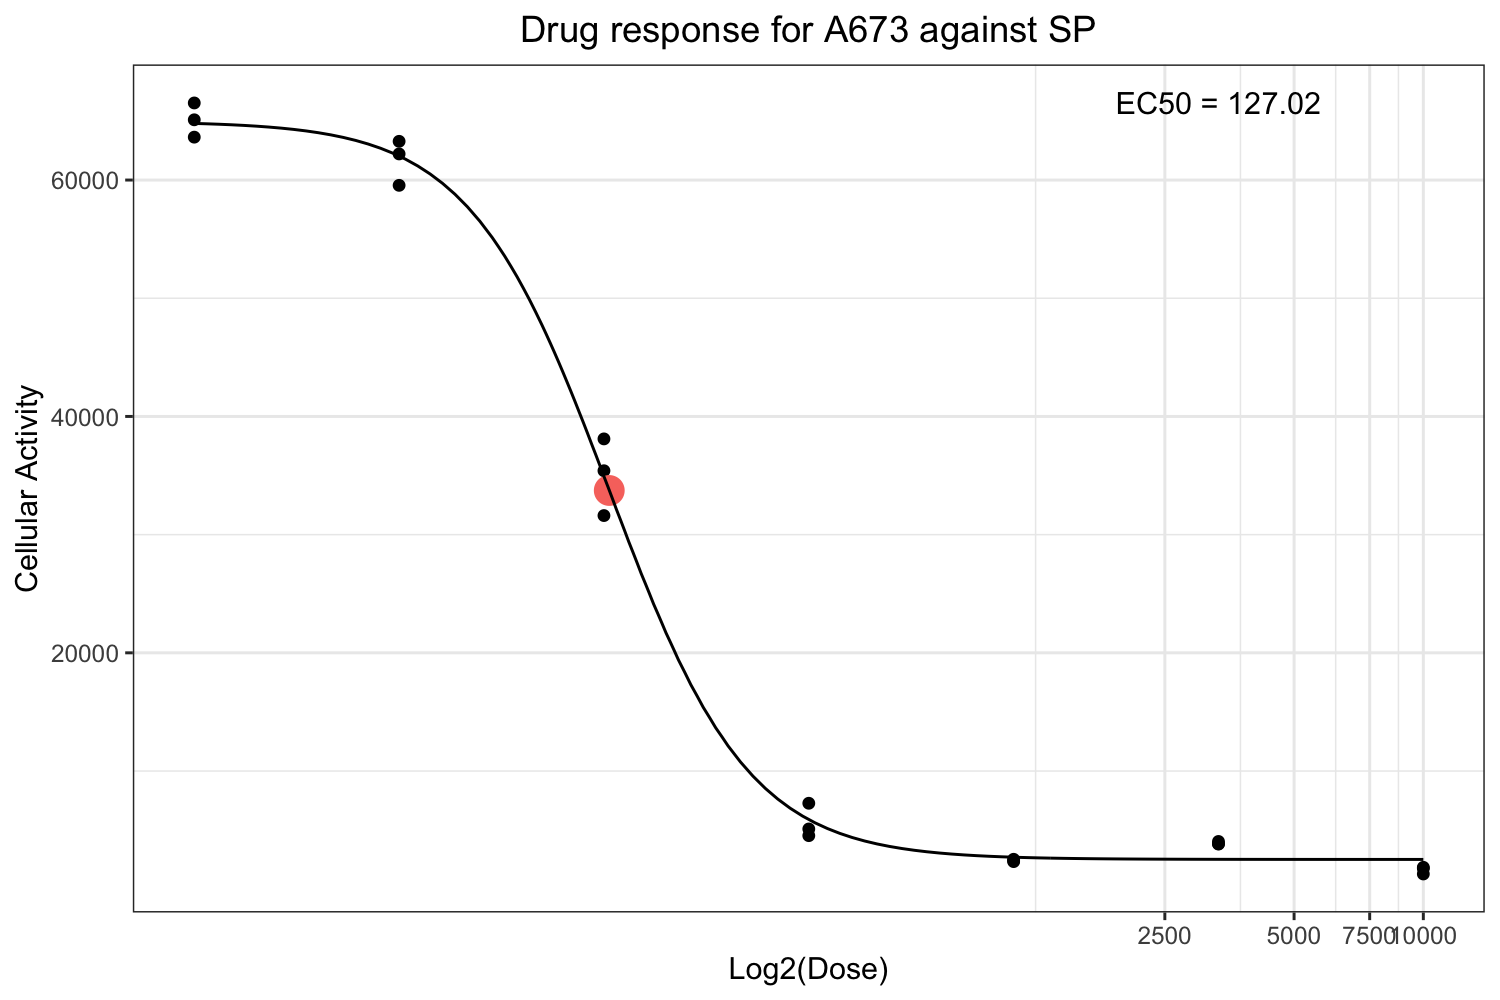 Drug response for A673 against SP
EC50 = 127.02
60000
40000
20000
Cellular Activity
2500 5000 7500 10000
Log2(Dose)